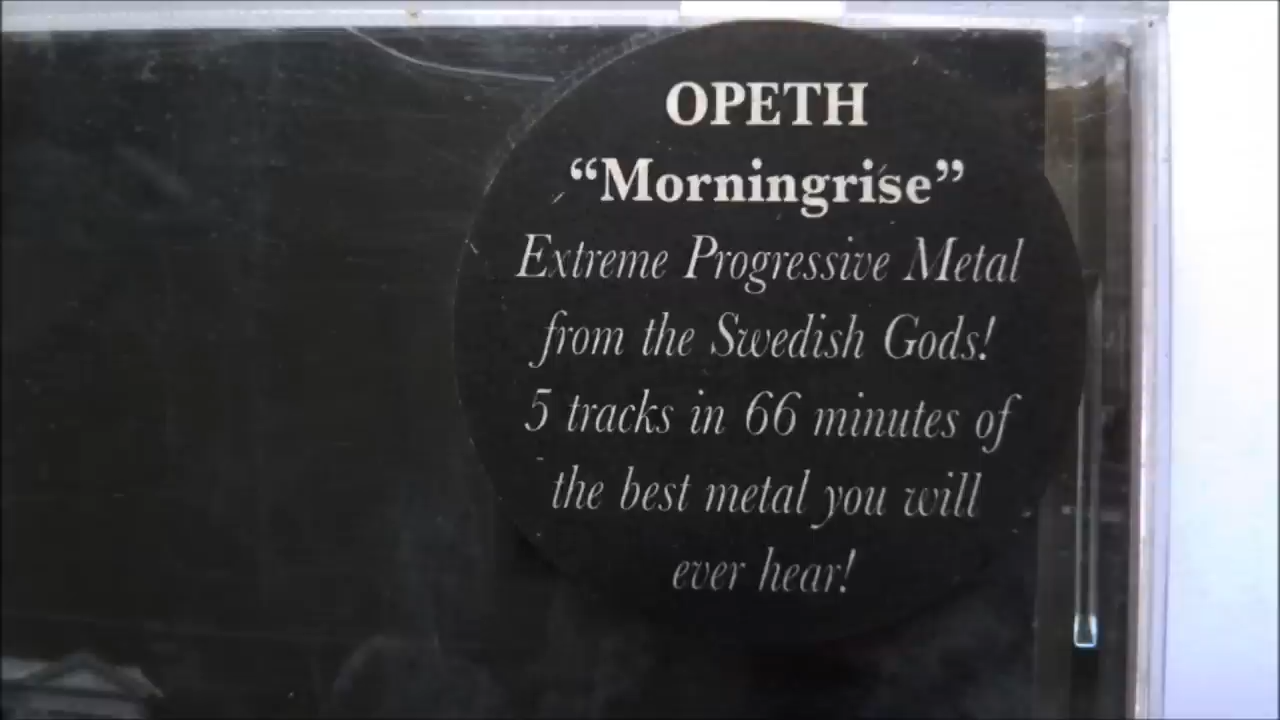 OPETH
“Morningrise”
Extreme Progressive Metal
from the Swedish Gods!
5 tracks in 66 minutes of
the best metal you will
ever hear!